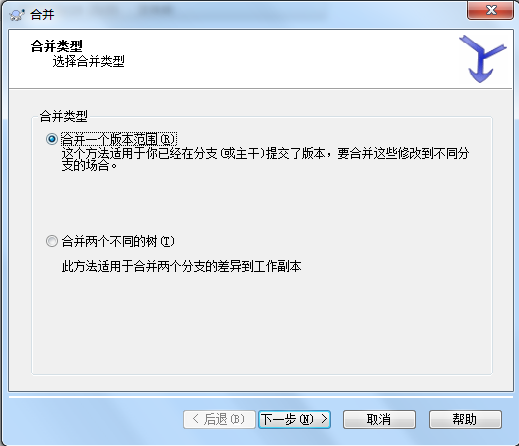 合并
合并类型
选择合并类型
合并类型
合并一个版本范围(R)
这个方法适用于你已经在分支(或主干)提交了版本，要合并这些修改到不同分
支的场合。
合并两个不同的树(T)
此方法适用于合并两个分支的差异到工作副本
< 后退(B) 下一步(N) > 取消 帮助